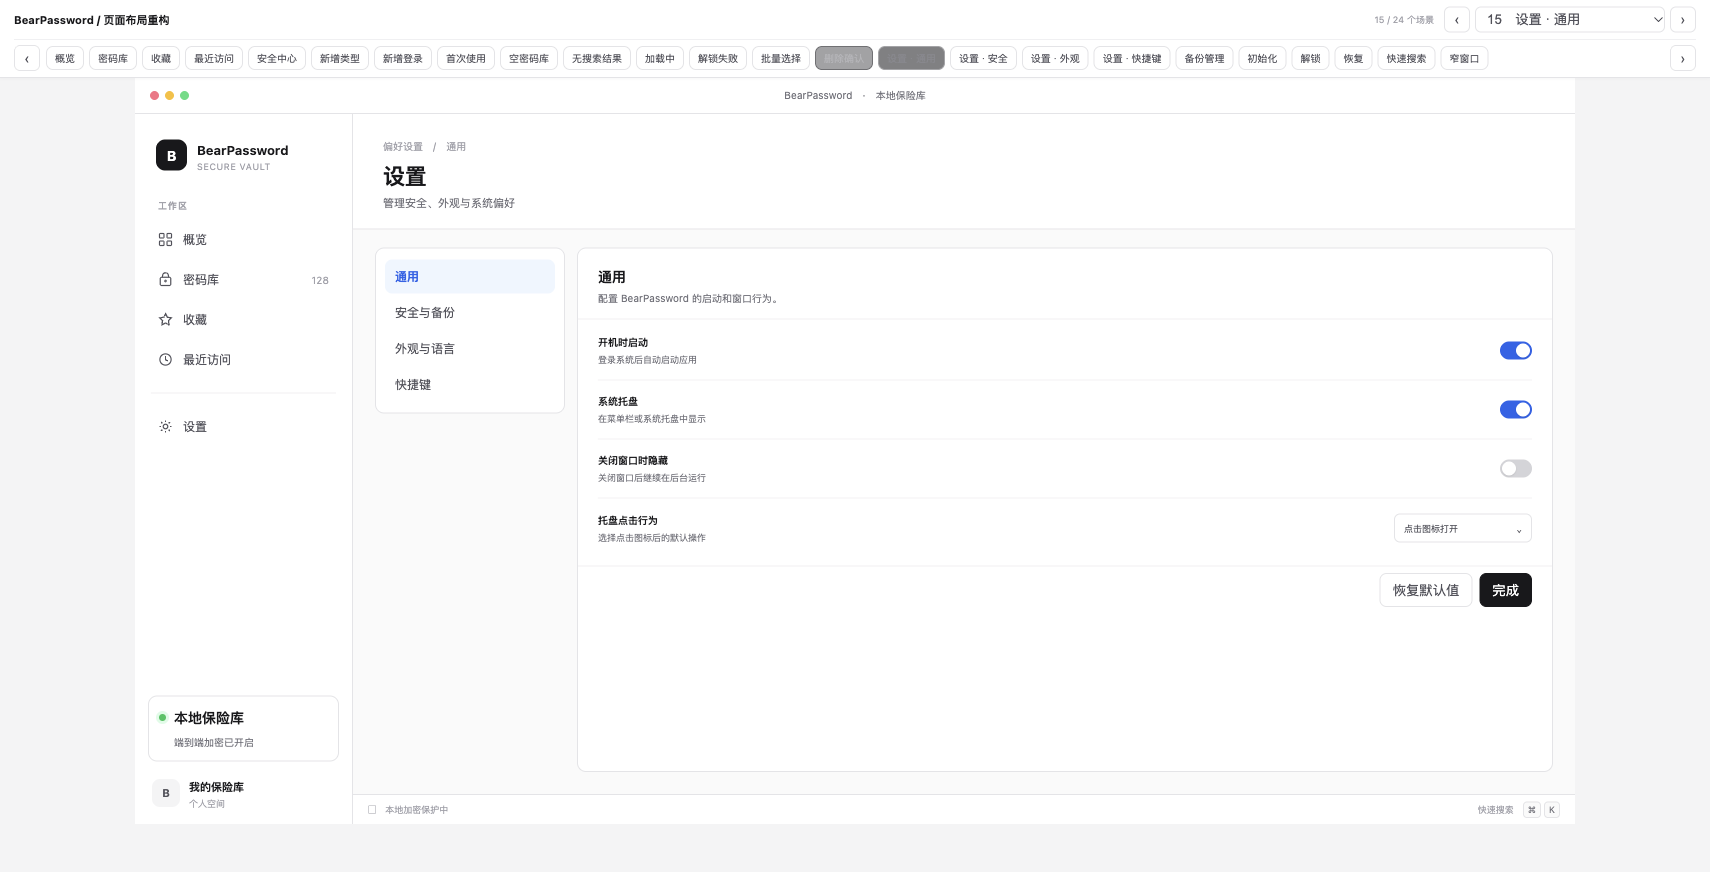 BearPassword / 页面布局重构
15 / 24 个场景
‹
15 设置 · 通用
›
‹
概览
密码库
收藏
最近访问
安全中心
新增类型
新增登录
首次使用
空密码库
无搜索结果
加载中
解锁失败
批量选择
删除确认
设置 · 通用
设置 · 安全
设置 · 外观
设置 · 快捷键
备份管理
初始化
解锁
恢复
快速搜索
窄窗口
›
BearPassword · 本地保险库
B
BearPassword
SECURE VAULT
工作区
概览
密码库 128
收藏
最近访问
设置
本地保险库
端到端加密已开启
B
我的保险库
个人空间
偏好设置 / 通用
设置
管理安全、外观与系统偏好
通用
安全与备份
外观与语言
快捷键
通用
配置 BearPassword 的启动和窗口行为。
开机时启动
登录系统后自动启动应用
系统托盘
在菜单栏或系统托盘中显示
关闭窗口时隐藏
关闭窗口后继续在后台运行
托盘点击行为
选择点击图标后的默认操作
点击图标打开
恢复默认值
完成
本地加密保护中
快速搜索 ⌘ K